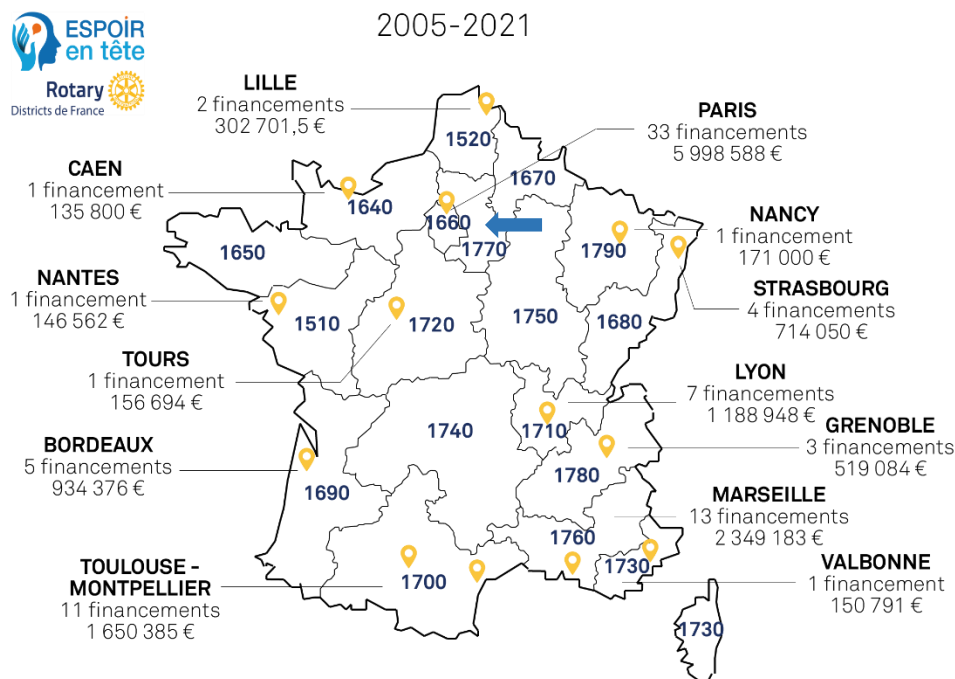 2005-2021
ESPOIR
en tête
Rotary
Districts de France
LILLE
2 financements
302 701,5 €
PARIS
33 financements
5 998 588 €
CAEN
1 financement
135 800 €
NANCY
1 financement
171 000 €
NANTES
1 financement
146 562 €
STRASBOURG
4 financements
714 050 €
TOURS
1 financement
156 694 €
LYON
7 financements
1 188 948 €
BORDEAUX
5 financements
934 376 €
GRENOBLE
3 financements
519 084 €
MARSEILLE
13 financements
2 349 183 €
TOULOUSE -
MONTPELLIER
11 financements
1 650 385 €
VALBONNE
1 financement
150 791 €
1520
1670
1640
1660
1770
1790
1650
1510
1720
1750
1680
1740
1710
1780
1690
1760
1700
1730
1730